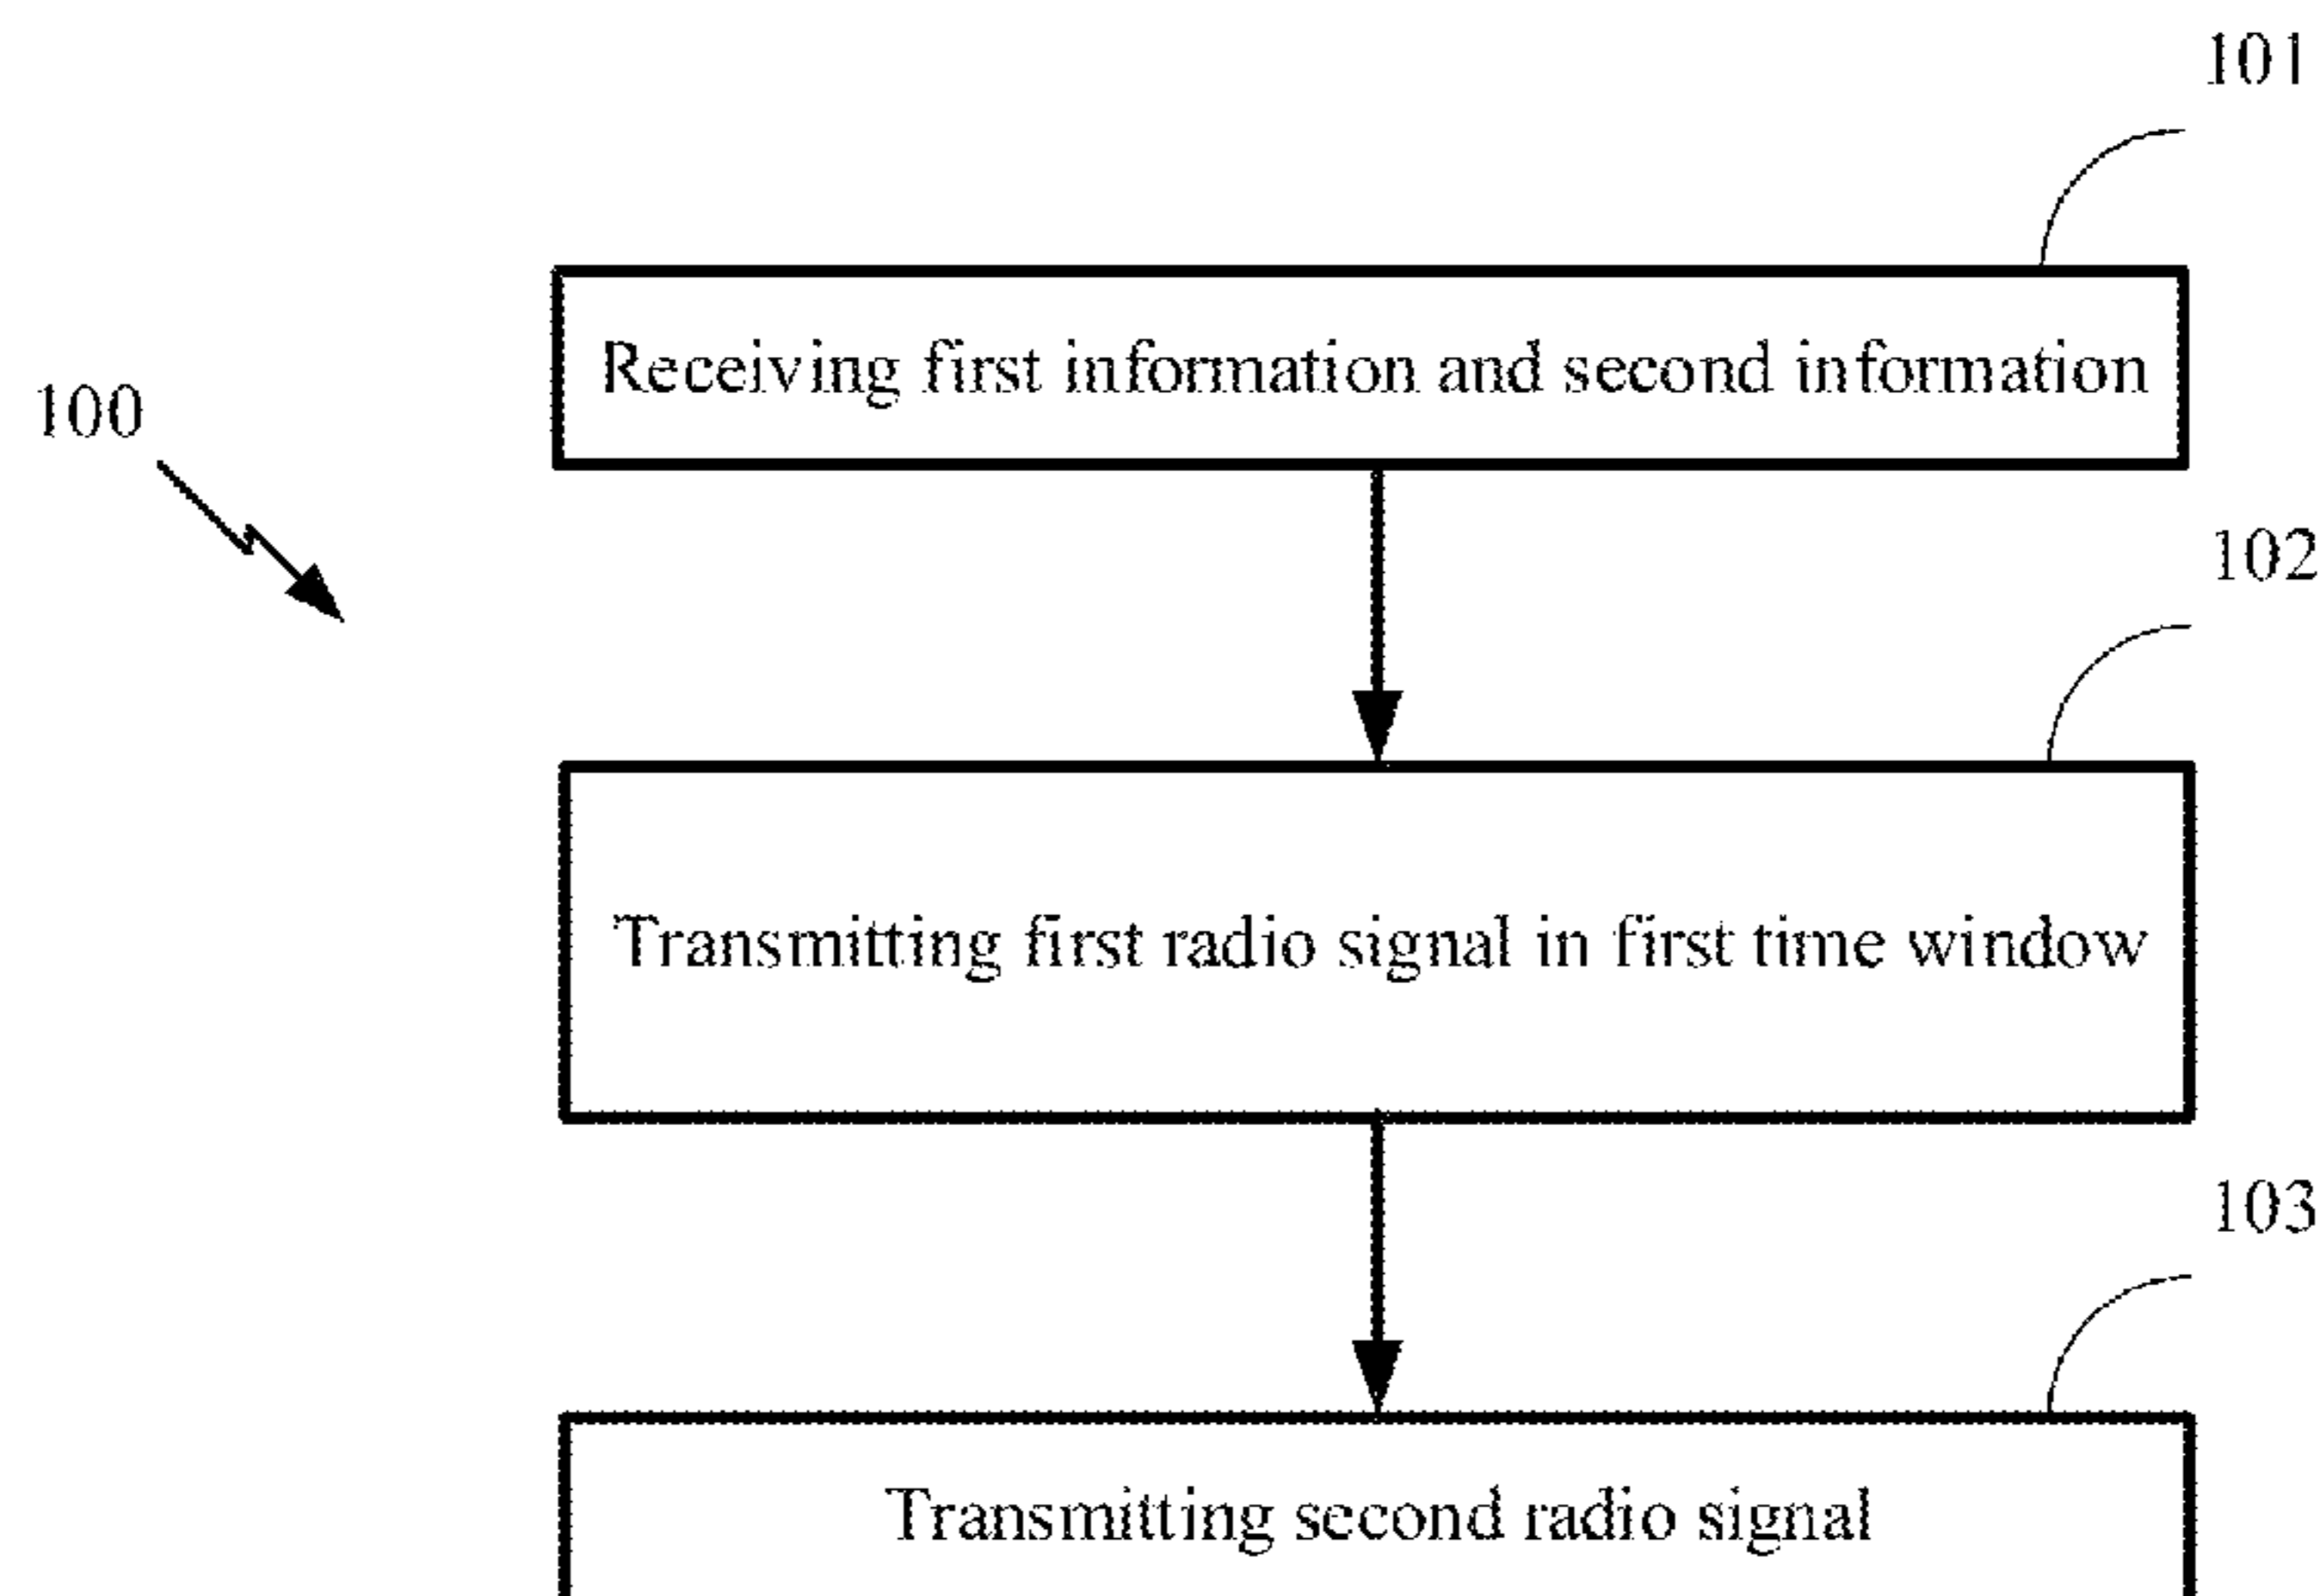 101
Receiving first information and second information
100
102
Transmitting first radio signal in first time window
103
Transmitting second radio signal